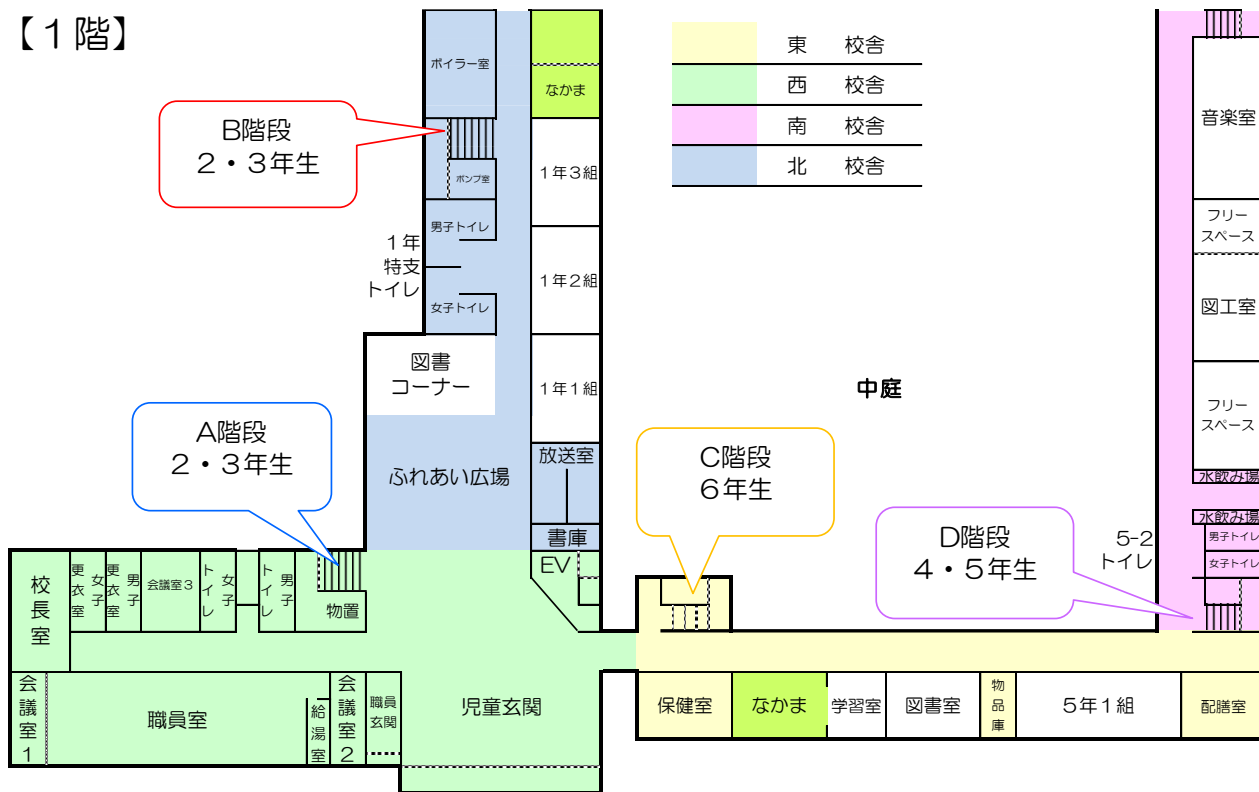 【1階】
東　校舎
西　校舎
南　校舎
北　校舎
ボイラー室
なかま
B階段
2・3年生
ポンプ室
1年3組
男子トイレ
1年
特支
トイレ
1年2組
女子トイレ
図書
コーナー
1年1組
A階段
2・3年生
ふれあい広場
放送室
書庫
EV
中庭
C階段
6年生
D階段
4・5年生
5-2
トイレ
音楽室
フリー
スペース
図工室
フリー
スペース
水飲み場
水飲み場
男子トイレ
女子トイレ
校長室
女子
更衣室
男子
更衣室
会議室3
女子
トイレ
男子
トイレ
物置
会議室1
職員室
給湯室
会議室2
職員
玄関
児童玄関
保健室
なかま
学習室
図書室
物品庫
5年1組
配膳室